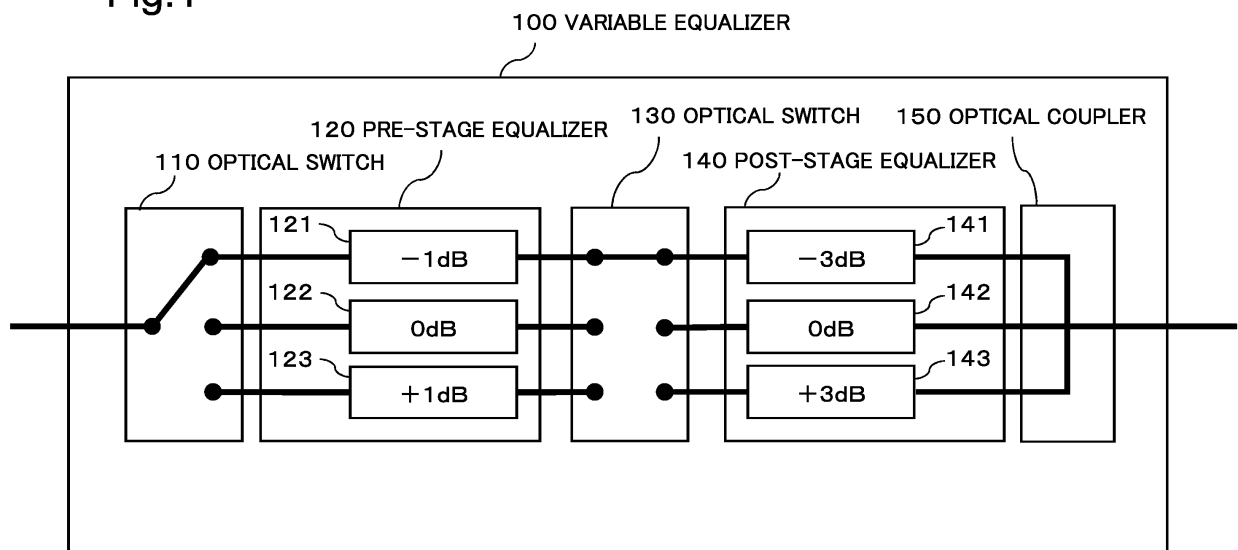 Fig.1
100 VARIABLE EQUALIZER
130 OPTICAL SWITCH
150 OPTICAL COUPLER
120 PRE-STAGE EQUALIZER
110 OPTICAL SWITCH
140 POST-STAGE EQUALIZER
121
−1dB
141
−3dB
122
0dB
142
0dB
123
+1dB
143
+3dB